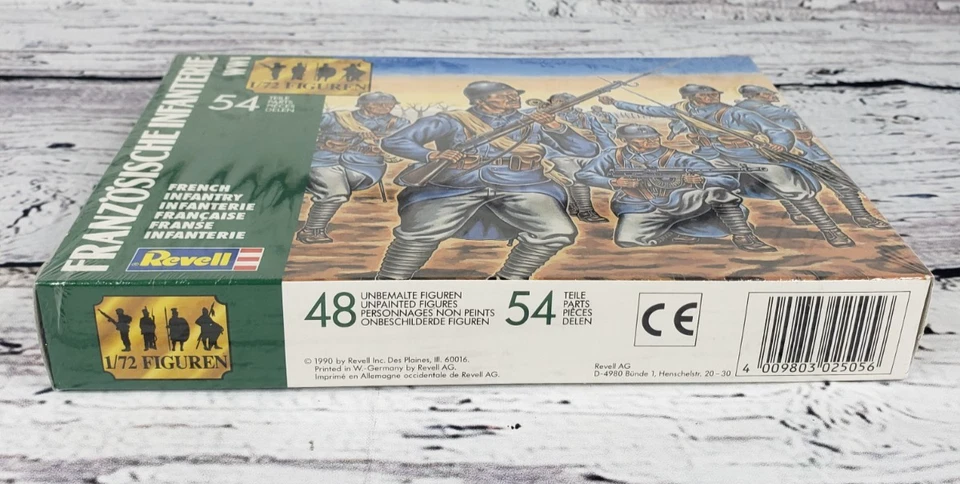 FRANZÖSISCHE INFANTERIE
WWI
1/72 FIGUREN
54 TEILE
PARTS
PIÈCES
DELEN
FRENCH
INFANTRY
INFANTERIE
FRANÇAISE
FRANSE
INFANTERIE
Revell
1/72 FIGUREN
48 UNBEMALTE FIGUREN
UNPAINTED FIGURES
PERSONNAGES NON PEINTS
ONBESCHILDERDE FIGUREN
54 TEILE
PARTS
PIÈCES
DELEN
CE
© 1990 by Revell Inc. Des Plaines, Ill. 60016.
Printed in W.-Germany by Revell AG.
Imprimé en Allemagne occidentale de Revell AG.
Revell AG
D-4980 Bünde 1, Henschelstr. 20 - 30
4 009803 025056